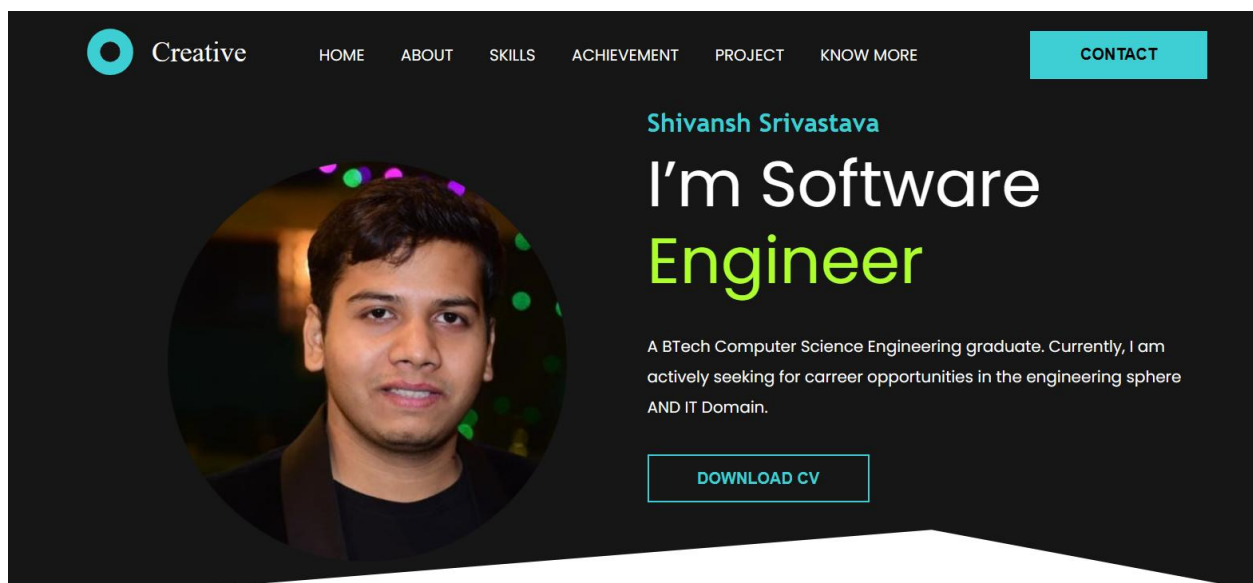 Creative
HOME ABOUT SKILLS ACHIEVEMENT PROJECT KNOW MORE
CONTACT
Shivansh Srivastava
I’m Software
Engineer
A BTech Computer Science Engineering graduate. Currently, I am
actively seeking for carreer opportunities in the engineering sphere
AND IT Domain.
DOWNLOAD CV